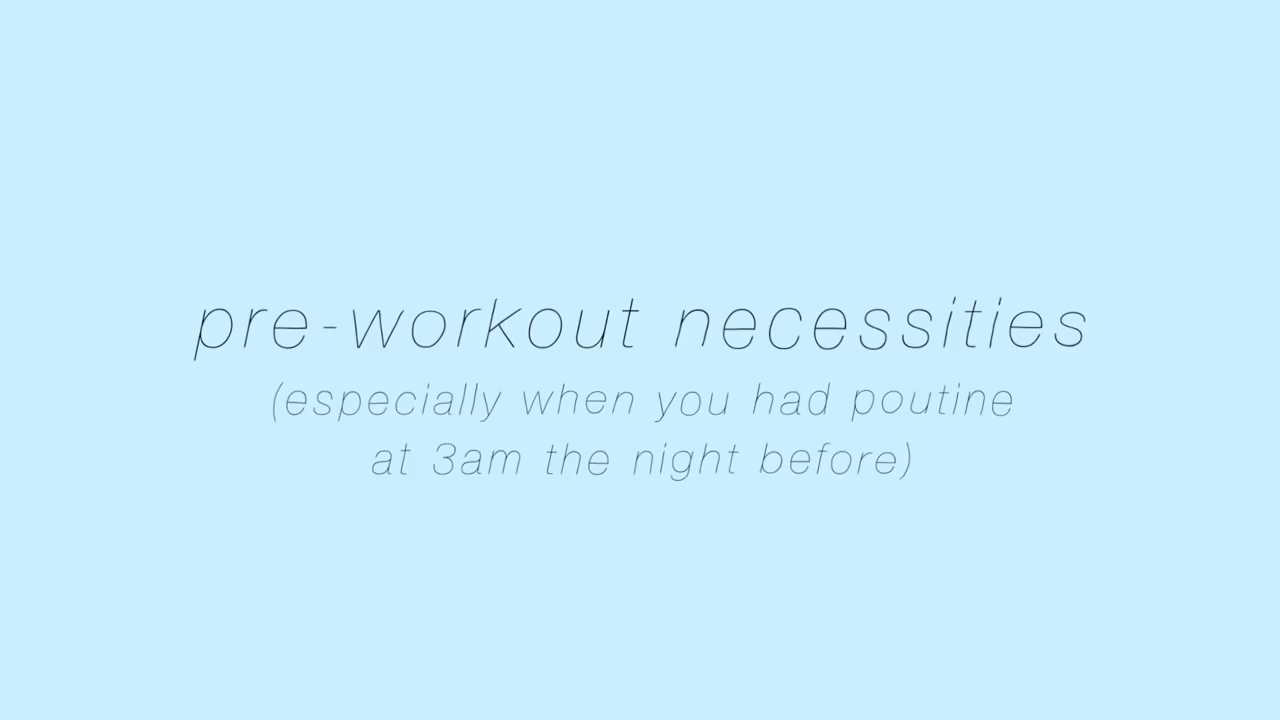 pre-workout necessities
(especially when you had poutine
at 3am the night before)